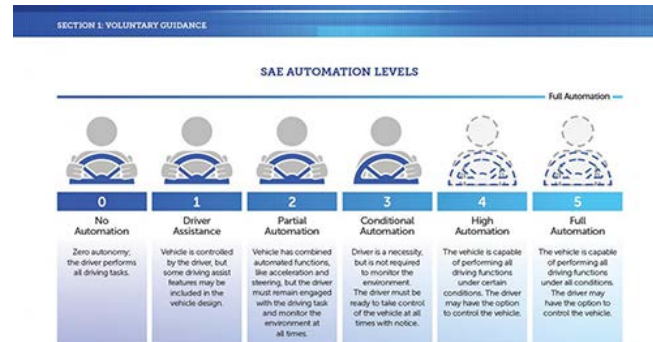 SECTION 1: VOLUNTARY GUIDANCE
SAE AUTOMATION LEVELS
Full Automation
0
No
Automation
Zero autonomy;
the driver performs
all driving tasks.
1
Driver
Assistance
Vehicle is controlled
by the driver, but
some driving assist
features may be
included in the
vehicle design.
2
Partial
Automation
Vehicle has combined
automated functions,
like acceleration and
steering, but the driver
must remain engaged
with the driving task
and monitor the
environment at
all times.
3
Conditional
Automation
Driver is a necessity,
but is not required
to monitor the
environment.
The driver must be
ready to take control
of the vehicle at all
times with notice.
4
High
Automation
The vehicle is capable
of performing all
driving functions
under certain
conditions. The driver
may have the option
to control the vehicle.
5
Full
Automation
The vehicle is capable
of performing all
driving functions
under all conditions.
The driver may
have the option to
control the vehicle.